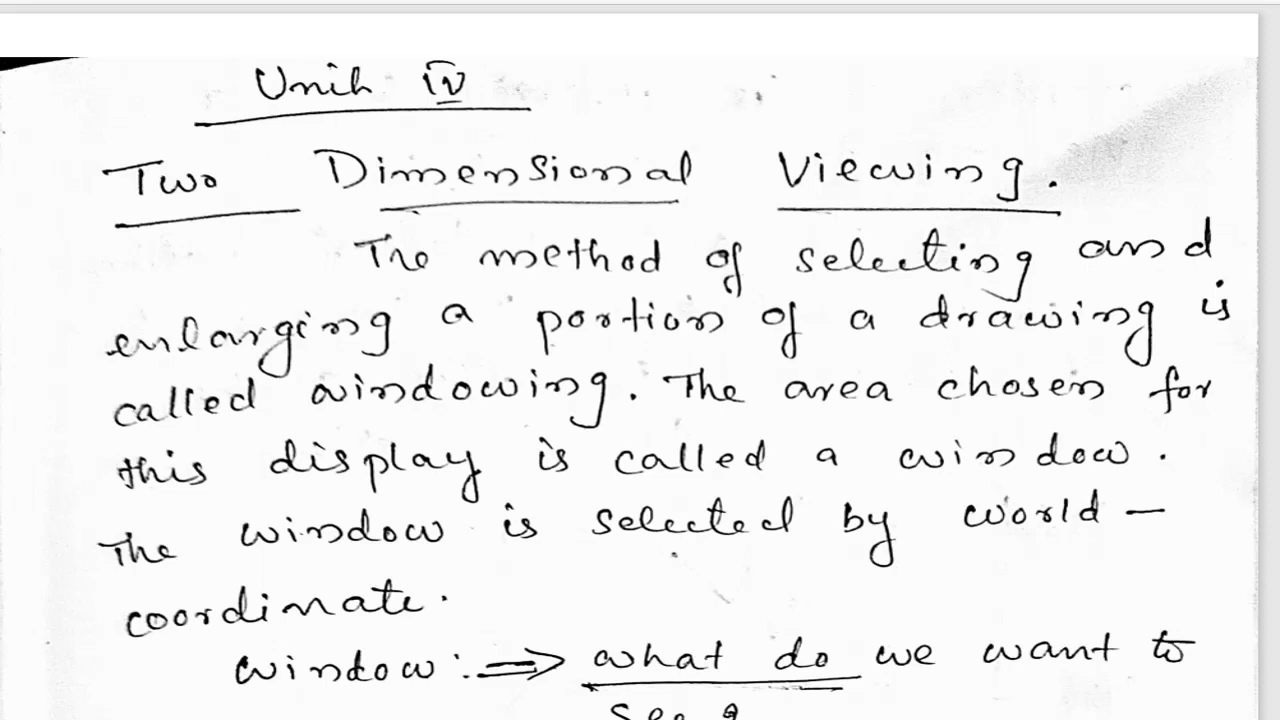 Unit iv
Two Dimensional Viewing.
The method of selecting and
enlarging a portion of a drawing is
called windowing. The area chosen for
this display is called a window.
The window is selected by world -
coordinate.
window: ⇒ what do we want to
see ?